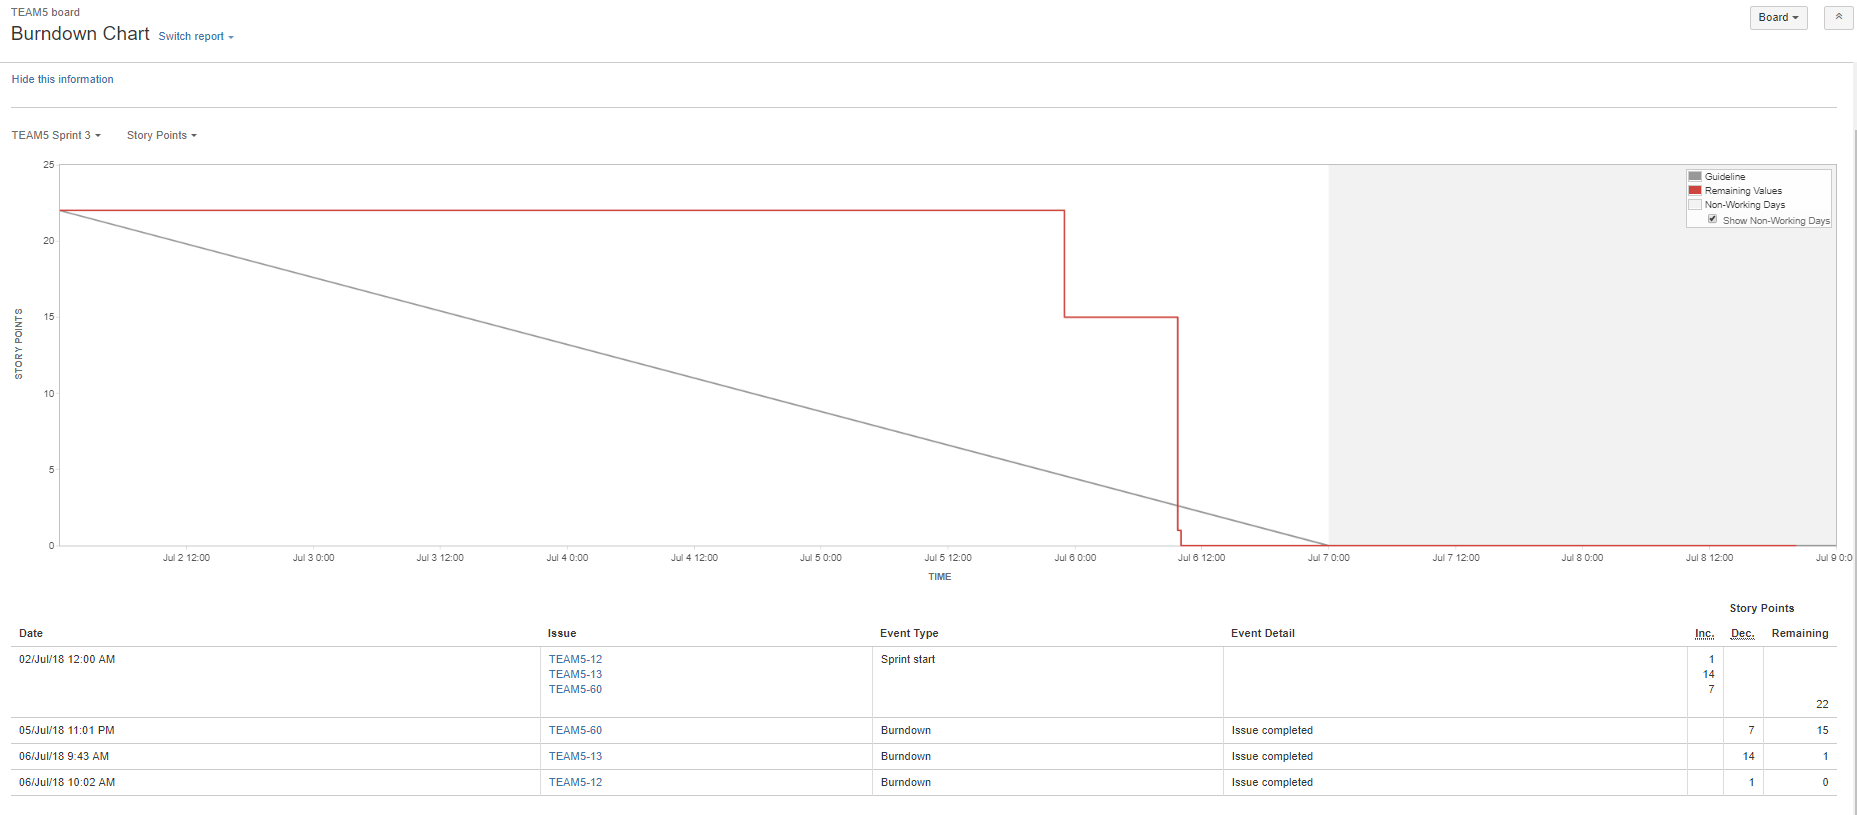 TEAM5 board
Burndown Chart Switch report
Board
Hide this information
TEAM5 Sprint 3 Story Points
25
20
15
10
5
0
STORY POINTS
Guideline
Remaining Values
Non-Working Days
Show Non-Working Days
Jul 2 12:00 Jul 3 0:00 Jul 3 12:00 Jul 4 0:00 Jul 4 12:00 Jul 5 0:00 Jul 5 12:00 Jul 6 0:00 Jul 6 12:00 Jul 7 0:00 Jul 7 12:00 Jul 8 0:00 Jul 8 12:00 Jul 9 0:0
TIME
Story Points
Date Issue Event Type Event Detail Inc. Dec. Remaining
02/Jul/18 12:00 AM TEAM5-12 Sprint start 1
TEAM5-13 14
TEAM5-60 7
22
05/Jul/18 11:01 PM TEAM5-60 Burndown Issue completed 7 15
06/Jul/18 9:43 AM TEAM5-13 Burndown Issue completed 14 1
06/Jul/18 10:02 AM TEAM5-12 Burndown Issue completed 1 0